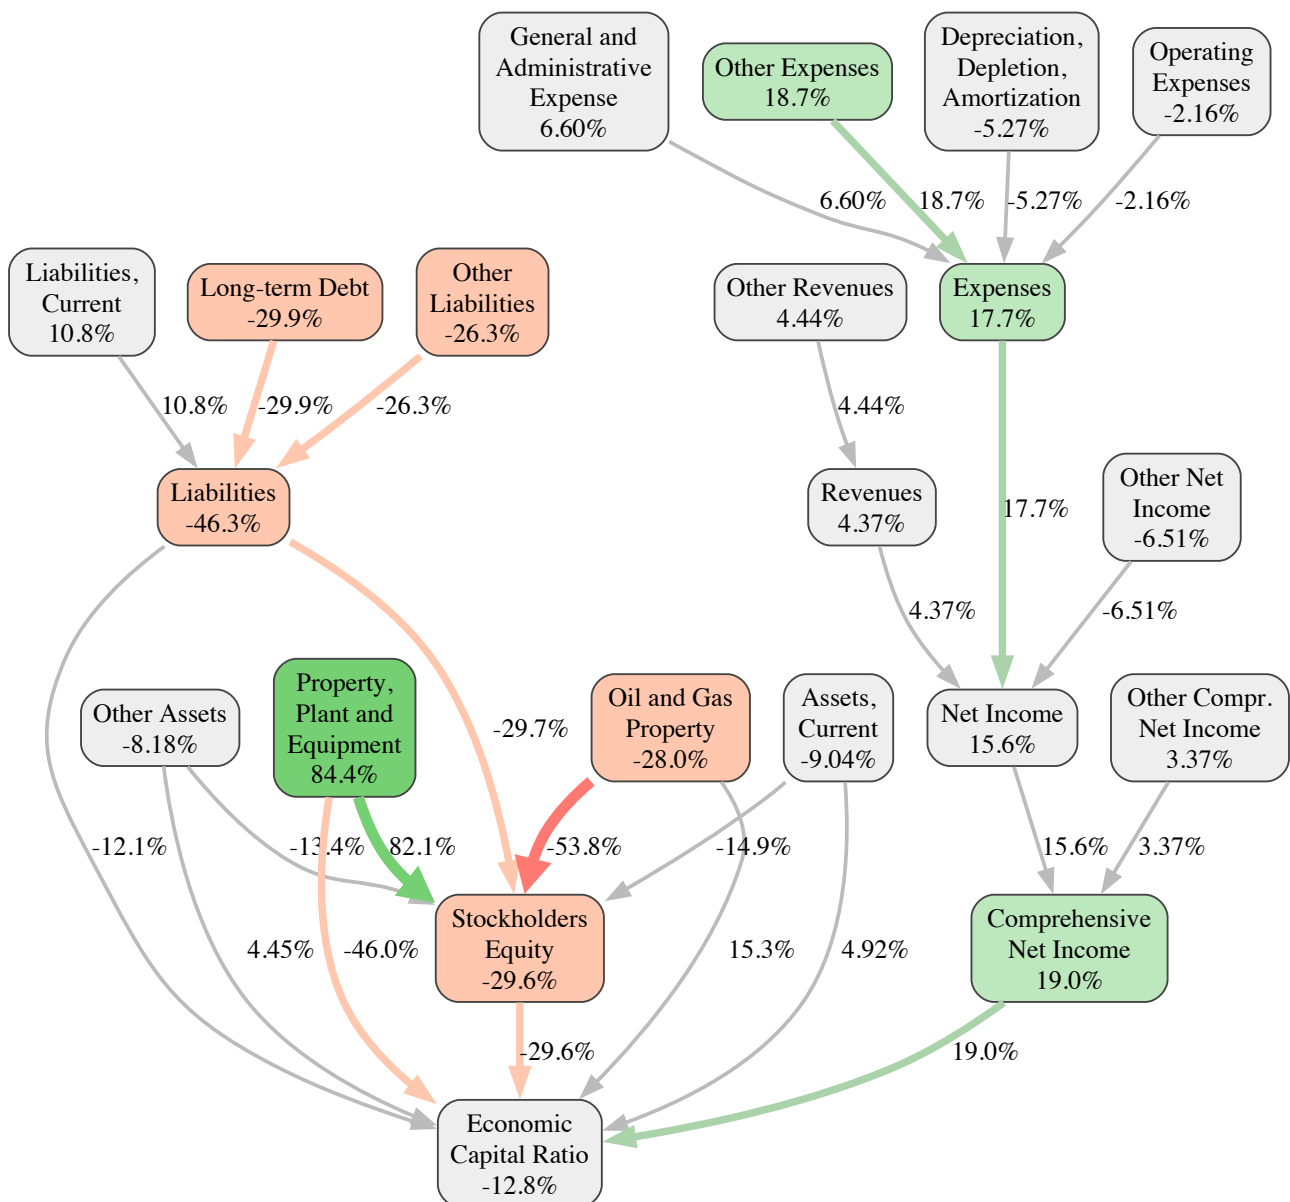 General and
Administrative
Expense
6.60%
Other Expenses
18.7%
Depreciation,
Depletion,
Amortization
-5.27%
Operating
Expenses
-2.16%
6.60%
18.7%
-5.27%
-2.16%
Liabilities,
Current
10.8%
Long-term Debt
-29.9%
Other
Liabilities
-26.3%
Other Revenues
4.44%
Expenses
17.7%
10.8%
-29.9%
-26.3%
4.44%
Liabilities
-46.3%
Revenues
4.37%
17.7%
Other Net
Income
-6.51%
4.37%
-6.51%
Other Assets
-8.18%
Property,
Plant and
Equipment
84.4%
-29.7%
Oil and Gas
Property
-28.0%
Assets,
Current
-9.04%
Net Income
15.6%
Other Compr.
Net Income
3.37%
-12.1%
-13.4%
82.1%
-53.8%
-14.9%
15.6%
3.37%
4.45%
-46.0%
Stockholders
Equity
-29.6%
15.3%
4.92%
Comprehensive
Net Income
19.0%
-29.6%
19.0%
Economic
Capital Ratio
-12.8%